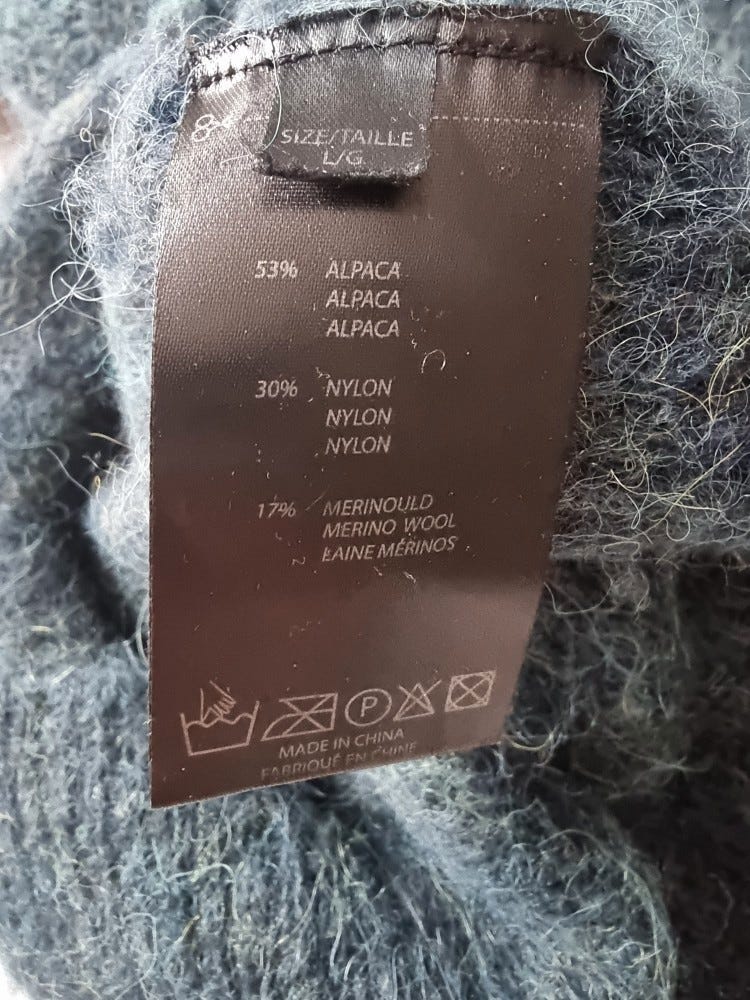 SIZE/TAILLE
L/G
53% ALPACA
ALPACA
ALPACA
30% NYLON
NYLON
NYLON
17% MERINOULD
MERINO WOOL
LAINE MÉRINOS
P
MADE IN CHINA
FABRIQUÉ EN CHINE